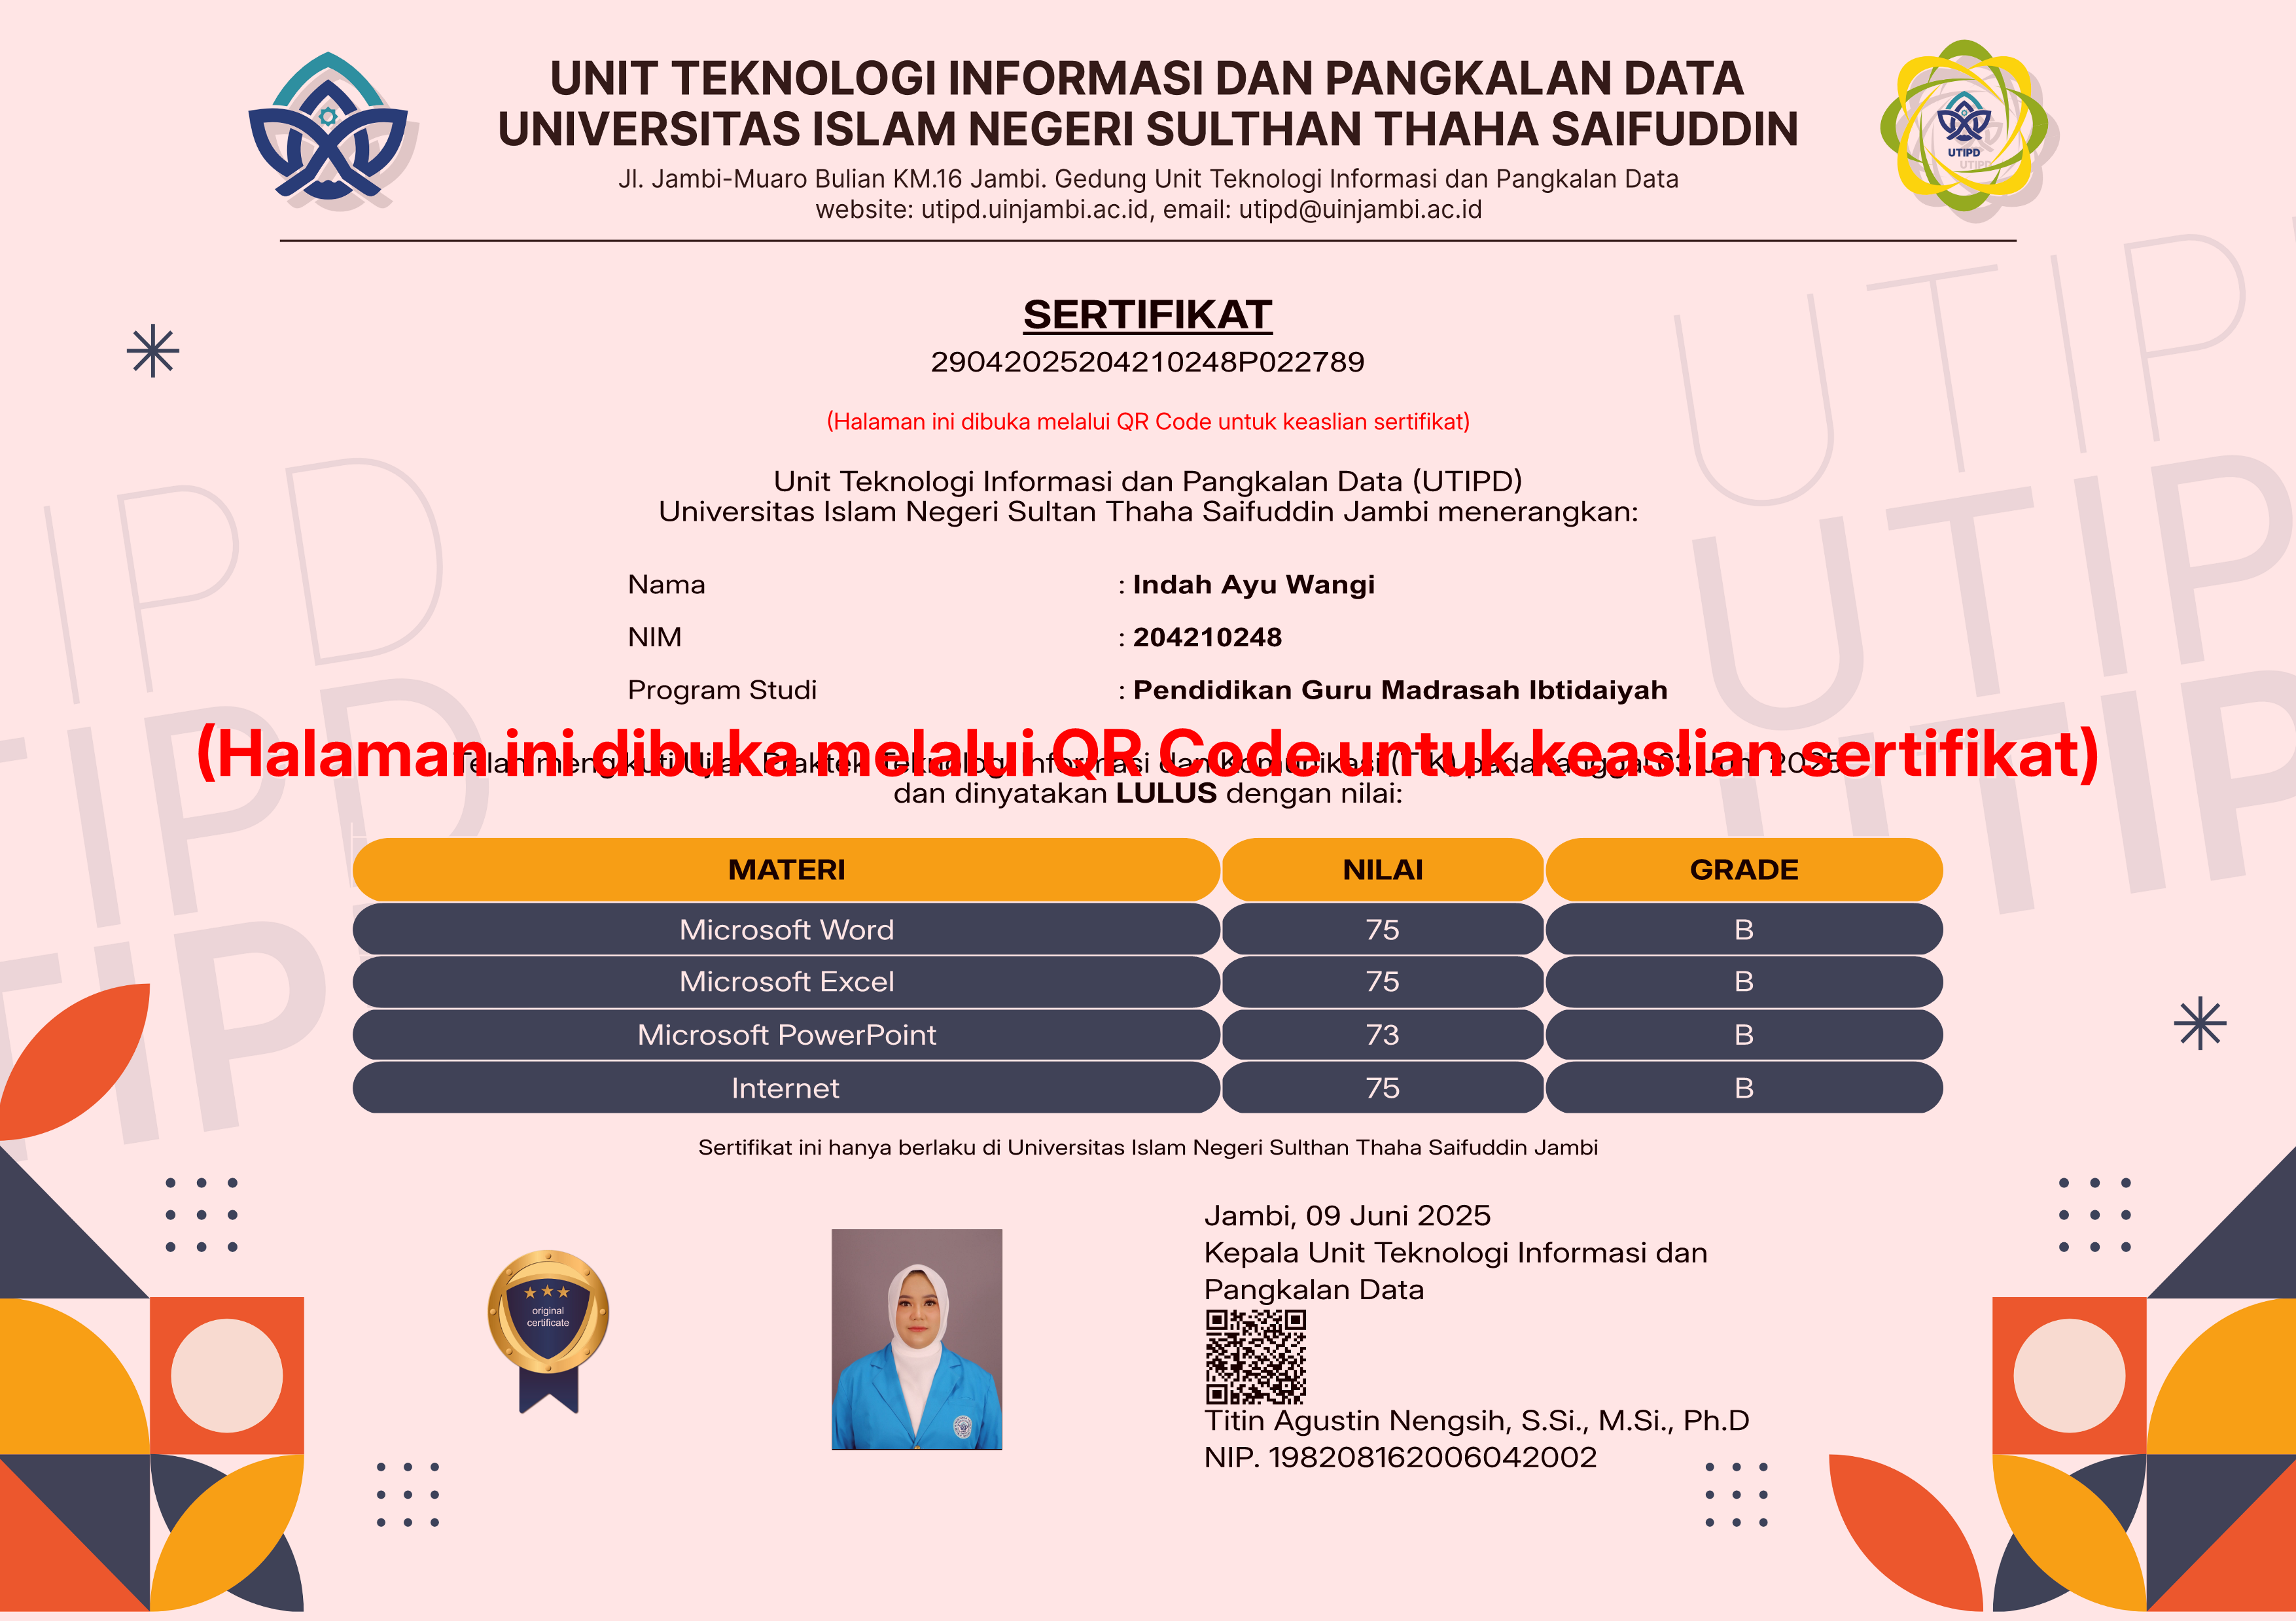 UNIT TEKNOLOGI INFORMASI DAN PANGKALAN DATA
UNIVERSITAS ISLAM NEGERI SULTHAN THAHA SAIFUDDIN
Jl. Jambi-Muaro Bulian KM.16 Jambi. Gedung Unit Teknologi Informasi dan Pangkalan Data
website: utipd.uinjambi.ac.id, email: utipd@uinjambi.ac.id
UTIPD
SERTIFIKAT
29042025204210248P022789
(Halaman ini dibuka melalui QR Code untuk keaslian sertifikat)
Unit Teknologi Informasi dan Pangkalan Data (UTIPD)
Universitas Islam Negeri Sultan Thaha Saifuddin Jambi menerangkan:
Nama : Indah Ayu Wangi
NIM : 204210248
Program Studi : Pendidikan Guru Madrasah Ibtidaiyah
(Halaman ini dibuka melalui QR Code untuk keaslian sertifikat)
Telah mengikuti Ujian Praktek Teknologi Informasi dan Komunikasi (TIK) pada tanggal 03 Juni 2025
dan dinyatakan LULUS dengan nilai:
MATERI NILAI GRADE
Microsoft Word 75 B
Microsoft Excel 75 B
Microsoft PowerPoint 73 B
Internet 75 B
Sertifikat ini hanya berlaku di Universitas Islam Negeri Sulthan Thaha Saifuddin Jambi
original
certificate
Jambi, 09 Juni 2025
Kepala Unit Teknologi Informasi dan
Pangkalan Data
Titin Agustin Nengsih, S.Si., M.Si., Ph.D
NIP. 198208162006042002